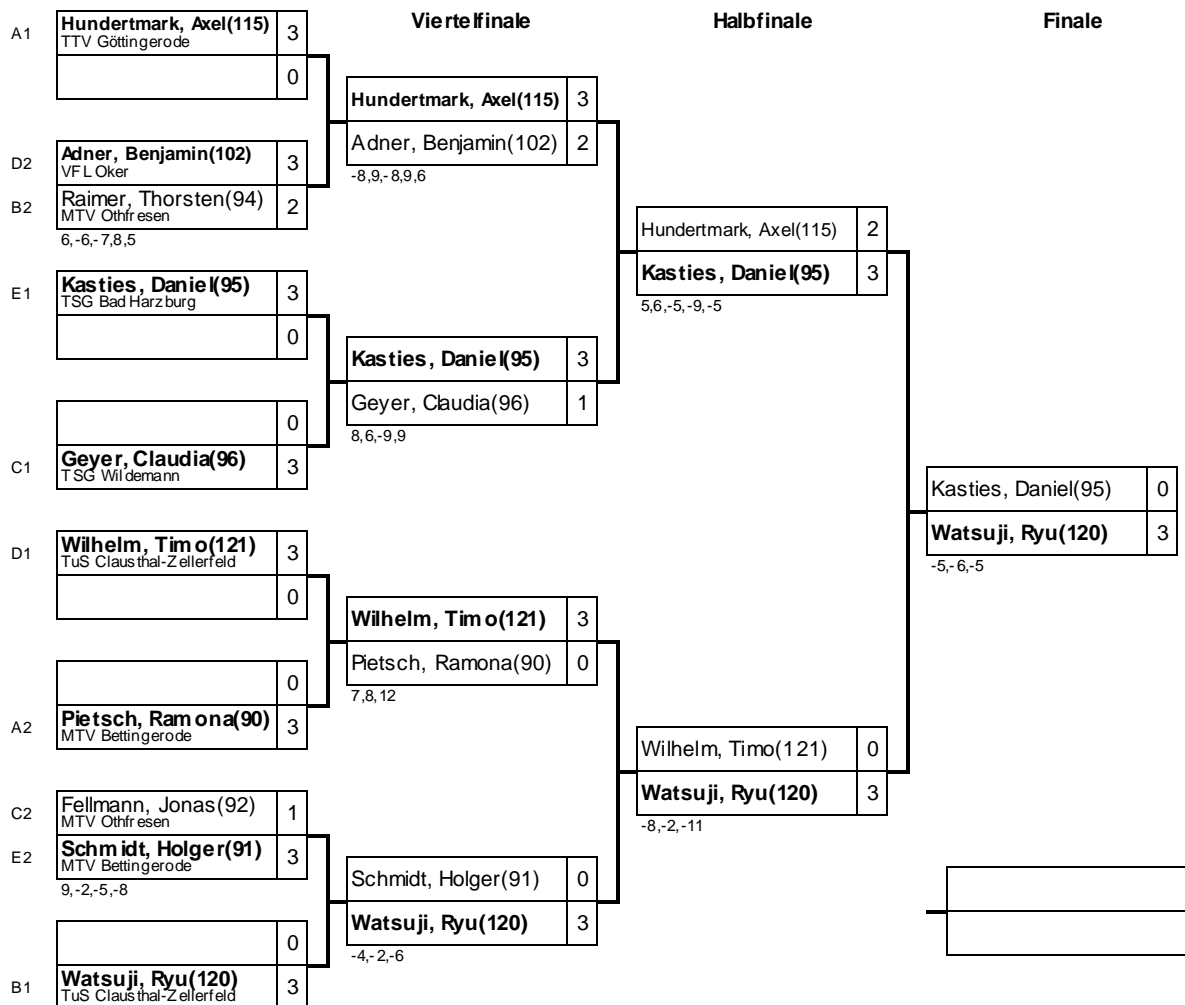 Viertelfinale Halbfinale Finale
A1 Hundertmark, Axel(115) 3
TTV Göttingerode
0
D2 Adner, Benjamin(102) 3
VFL Oker
B2 Raimer, Thorsten(94) 2
MTV Othfresen
6,-6,-7,8,5
E1 Kasties, Daniel(95) 3
TSG Bad Harzburg
0
0
C1 Geyer, Claudia(96) 3
TSG Wildemann
D1 Wilhelm, Timo(121) 3
TuS Clausthal-Zellerfeld
0
0
A2 Pietsch, Ramona(90) 3
MTV Bettingerode
C2 Fellmann, Jonas(92) 1
MTV Othfresen
E2 Schmidt, Holger(91) 3
MTV Bettingerode
9,-2,-5,-8
0
B1 Watsuji, Ryu(120) 3
TuS Clausthal-Zellerfeld
Hundertmark, Axel(115) 3
Adner, Benjamin(102) 2
-8,9,-8,9,6
Kasties, Daniel(95) 3
Geyer, Claudia(96) 1
8,6,-9,9
Wilhelm, Timo(121) 3
Pietsch, Ramona(90) 0
7,8,12
Schmidt, Holger(91) 0
Watsuji, Ryu(120) 3
-4,-2,-6
Hundertmark, Axel(115) 2
Kasties, Daniel(95) 3
5,6,-5,-9,-5
Wilhelm, Timo(121) 0
Watsuji, Ryu(120) 3
-8,-2,-11
Kasties, Daniel(95) 0
Watsuji, Ryu(120) 3
-5,-6,-5